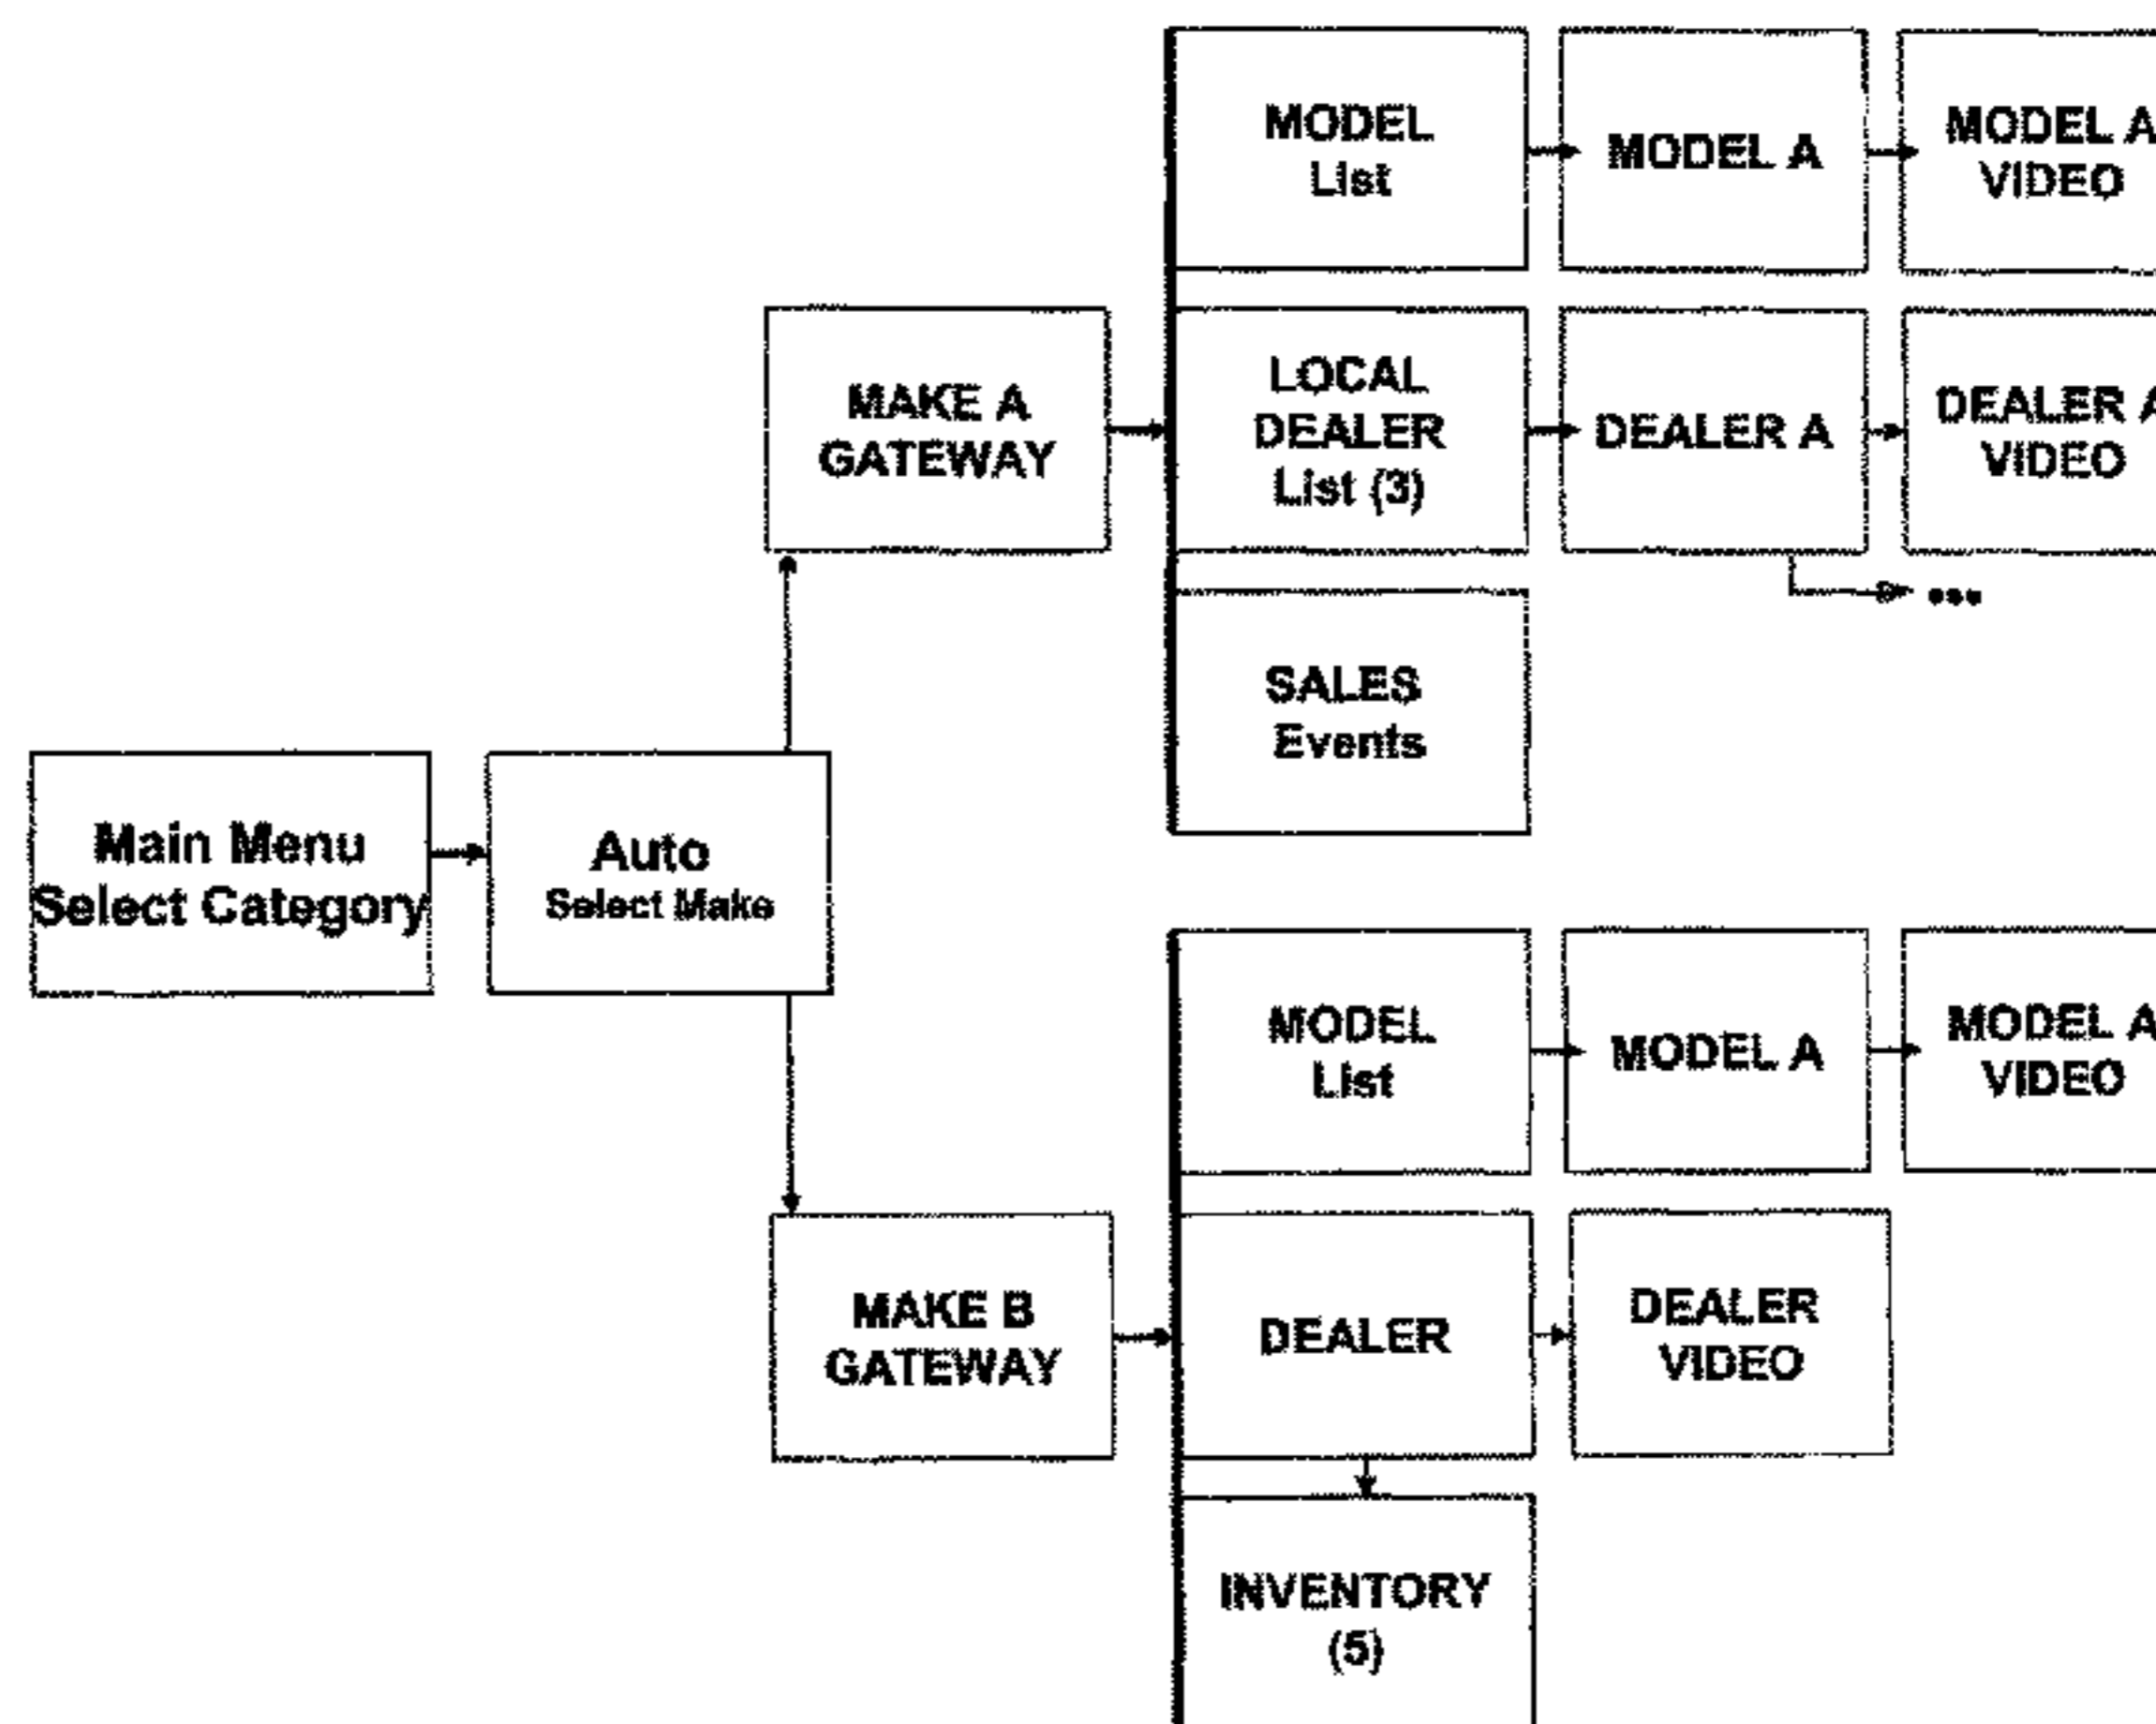 MODEL
List
MODEL A
MODEL A
VIDEO
MAKE A
GATEWAY
LOCAL
DEALER
List (3)
DEALER A
DEALER A
VIDEO
...
SALES
Events
Main Menu
Select Category
Auto
Select Make
MODEL
List
MODEL A
MODEL A
VIDEO
MAKE B
GATEWAY
DEALER
DEALER
VIDEO
INVENTORY
(5)